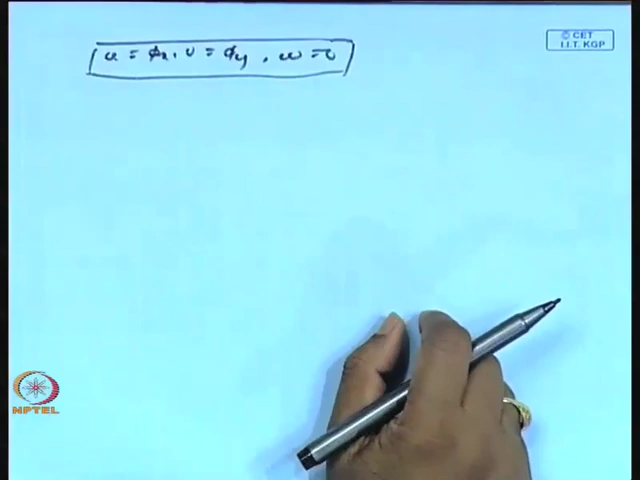 u = φx, v = φy, w = 0
© CET
I.I.T. KGP
NPTEL